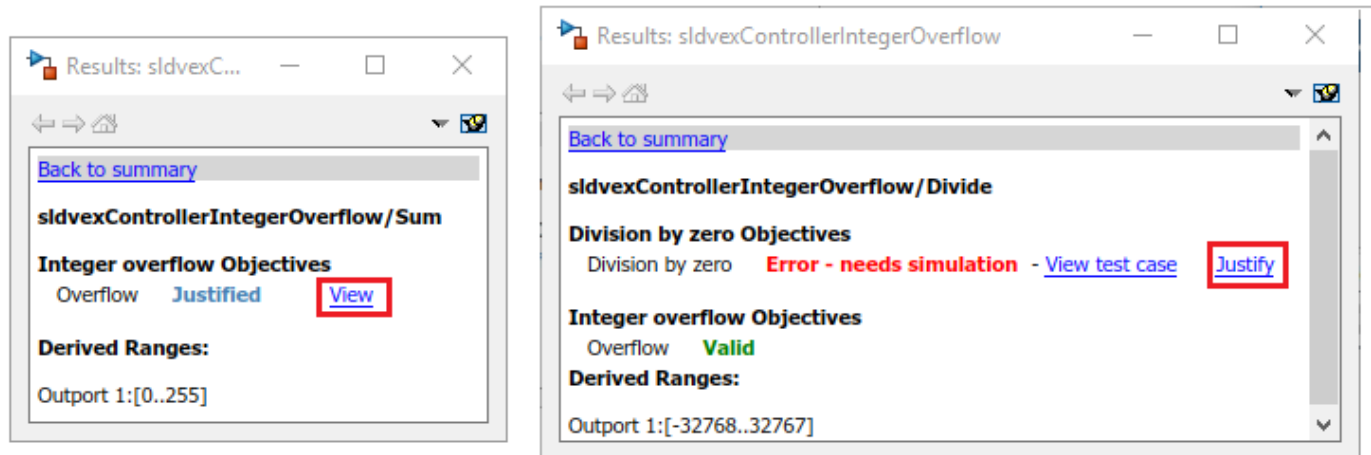 Results: sldvexC...
Back to summary
sldvexControllerIntegerOverflow/Sum
Integer overflow Objectives
Overflow Justified View
Derived Ranges:
Outport 1:[0..255]
Results: sldvexControllerIntegerOverflow
Back to summary
sldvexControllerIntegerOverflow/Divide
Division by zero Objectives
Division by zero Error - needs simulation - View test case Justify
Integer overflow Objectives
Overflow Valid
Derived Ranges:
Outport 1:[-32768..32767]